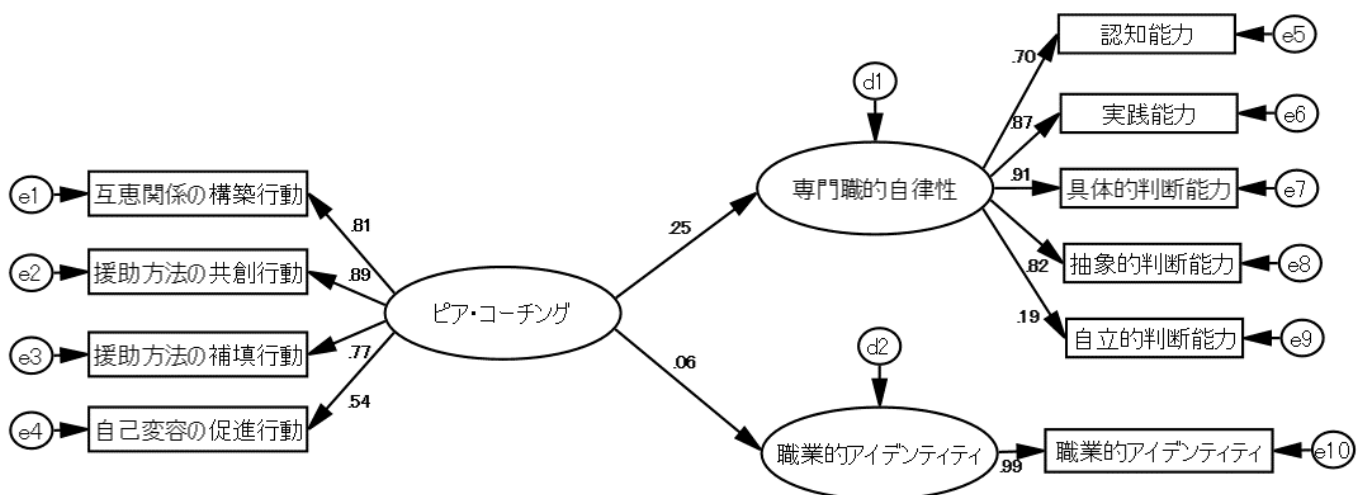 e1
互恵関係の構築行動
e2
援助方法の共創行動
e3
援助方法の補填行動
e4
自己変容の促進行動
.81
.89
.77
.54
ピア・コーチング
.25
.06
d1
専門職的自律性
d2
職業的アイデンティティ
.70
認知能力
e5
.87
実践能力
e6
.91
具体的判断能力
e7
.82
抽象的判断能力
e8
.19
自立的判断能力
e9
.99
職業的アイデンティティ
e10